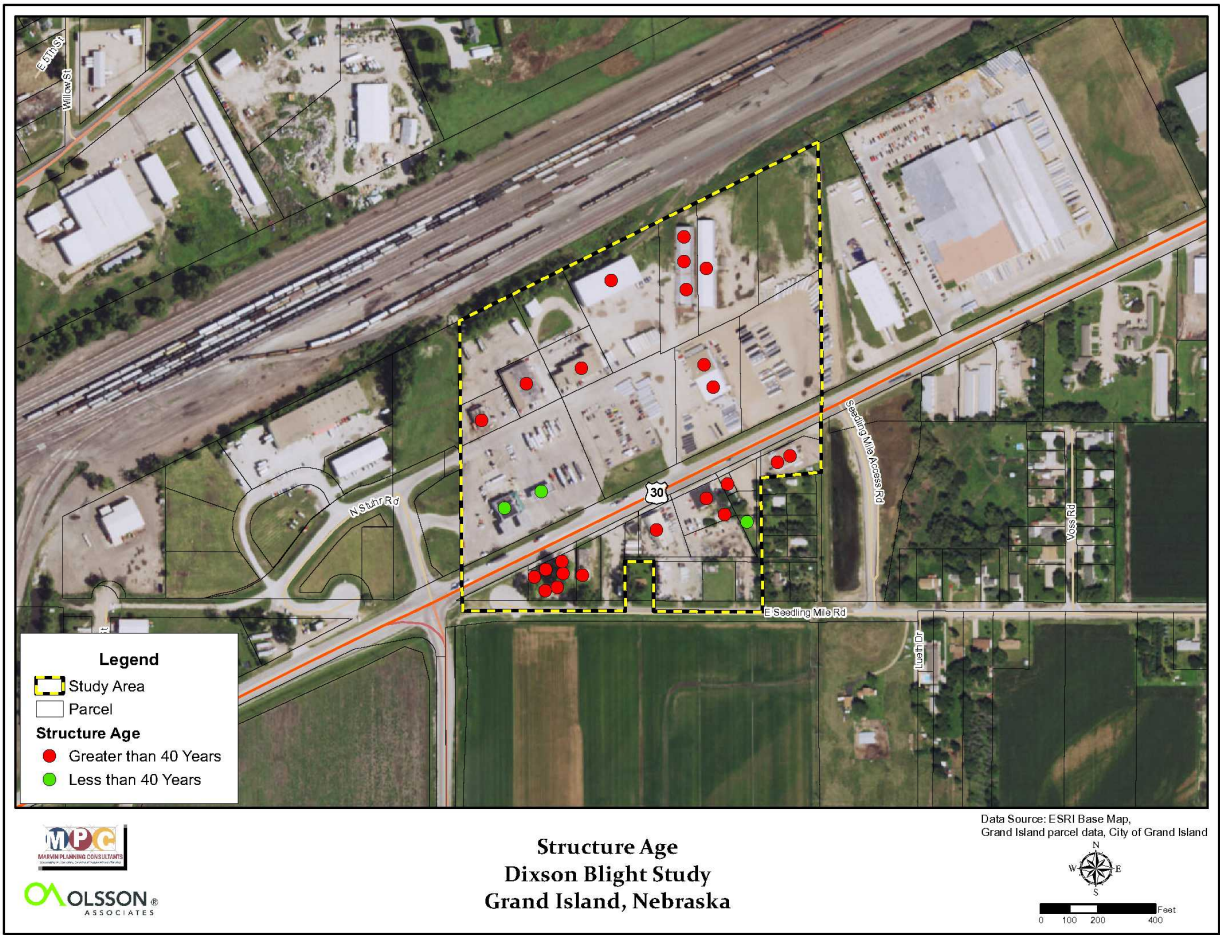 E 5Th St
Willow St
Seedling Mile Access Rd
30
N Stuhr Rd
Voss Rd
E Seedling Mile Rd
Lueth Dr
Legend
Study Area
Parcel
Structure Age
Greater than 40 Years
Less than 40 Years
Data Source: ESRI Base Map,
Grand Island parcel data, City of Grand Island
MPC
MARVIN PLANNING CONSULTANTS
OLSSON ®
ASSOCIATES
Structure Age
Dixson Blight Study
Grand Island, Nebraska
N
W E
S
Feet
0 100 200 400